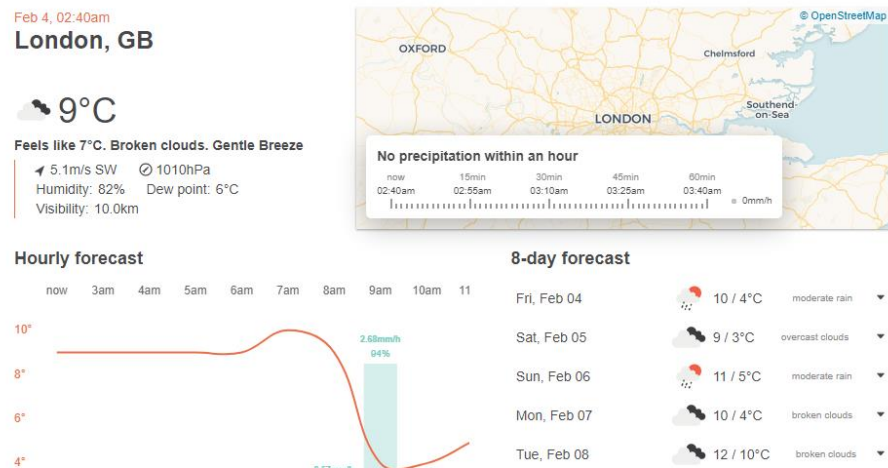 Feb 4, 02:40am
London, GB
9°C
Feels like 7°C. Broken clouds. Gentle Breeze
5.1m/s SW 1010hPa
Humidity: 82% Dew point: 6°C
Visibility: 10.0km
© OpenStreetMap
OXFORD
Chelmsford
LONDON
Southend-
on-Sea
No precipitation within an hour
now 15min 30min 45min 60min
02:40am 02:55am 03:10am 03:25am 03:40am
0mm/h
Hourly forecast
now 3am 4am 5am 6am 7am 8am 9am 10am 11
10°
8°
6°
4°
2.68mm/h
94%
8-day forecast
Fri, Feb 04 10 / 4°C moderate rain
Sat, Feb 05 9 / 3°C overcast clouds
Sun, Feb 06 11 / 5°C moderate rain
Mon, Feb 07 10 / 4°C broken clouds
Tue, Feb 08 12 / 10°C broken clouds